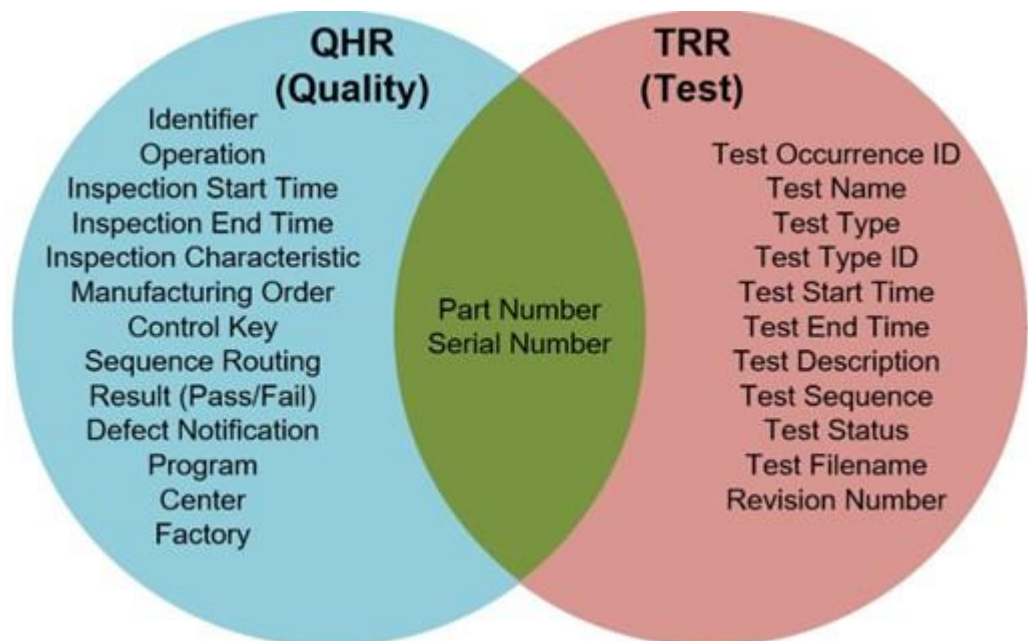 QHR
(Quality)
Identifier
Operation
Inspection Start Time
Inspection End Time
Inspection Characteristic
Manufacturing Order
Control Key
Sequence Routing
Result (Pass/Fail)
Defect Notification
Program
Center
Factory
Part Number
Serial Number
TRR
(Test)
Test Occurrence ID
Test Name
Test Type
Test Type ID
Test Start Time
Test End Time
Test Description
Test Sequence
Test Status
Test Filename
Revision Number